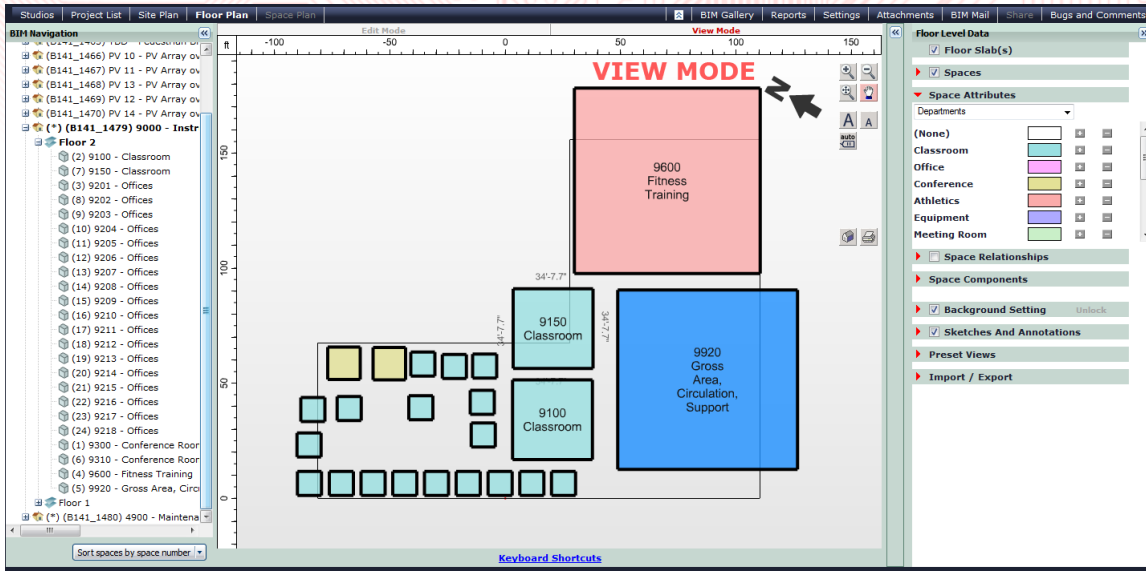 Studios Project List Site Plan Floor Plan Space Plan BIM Gallery Reports Settings Attachments BIM Mail Share Bugs and Comments
BIM Navigation
(B141_1466) PV 10 - PV Array ov
(B141_1467) PV 11 - PV Array ov
(B141_1468) PV 13 - PV Array ov
(B141_1469) PV 12 - PV Array ov
(B141_1470) PV 14 - PV Array ov
(*) (B141_1479) 9000 - Instr
Floor 2
(2) 9100 - Classroom
(7) 9150 - Classroom
(3) 9201 - Offices
(8) 9202 - Offices
(9) 9203 - Offices
(10) 9204 - Offices
(11) 9205 - Offices
(12) 9206 - Offices
(13) 9207 - Offices
(14) 9208 - Offices
(15) 9209 - Offices
(16) 9210 - Offices
(17) 9211 - Offices
(18) 9212 - Offices
(19) 9213 - Offices
(20) 9214 - Offices
(21) 9215 - Offices
(22) 9216 - Offices
(23) 9217 - Offices
(24) 9218 - Offices
(1) 9300 - Conference Roor
(6) 9310 - Conference Roor
(4) 9600 - Fitness Training
(5) 9920 - Gross Area, Circu
Floor 1
(*) (B141_1480) 4900 - Maintena
Sort spaces by space number
Edit Mode View Mode
ft -100 -50 0 50 100 150
VIEW MODE
N
A A
auto
150
100
50
0
9600
Fitness
Training
34'-7.7"
34'-7.7"
34'-7.7"
9150
Classroom
9100
Classroom
9920
Gross
Area,
Circulation,
Support
Keyboard Shortcuts
Floor Level Data
Floor Slab(s)
Spaces
Space Attributes
Departments
(None)
Classroom
Office
Conference
Athletics
Equipment
Meeting Room
Space Relationships
Space Components
Background Setting Unlock
Sketches And Annotations
Preset Views
Import / Export